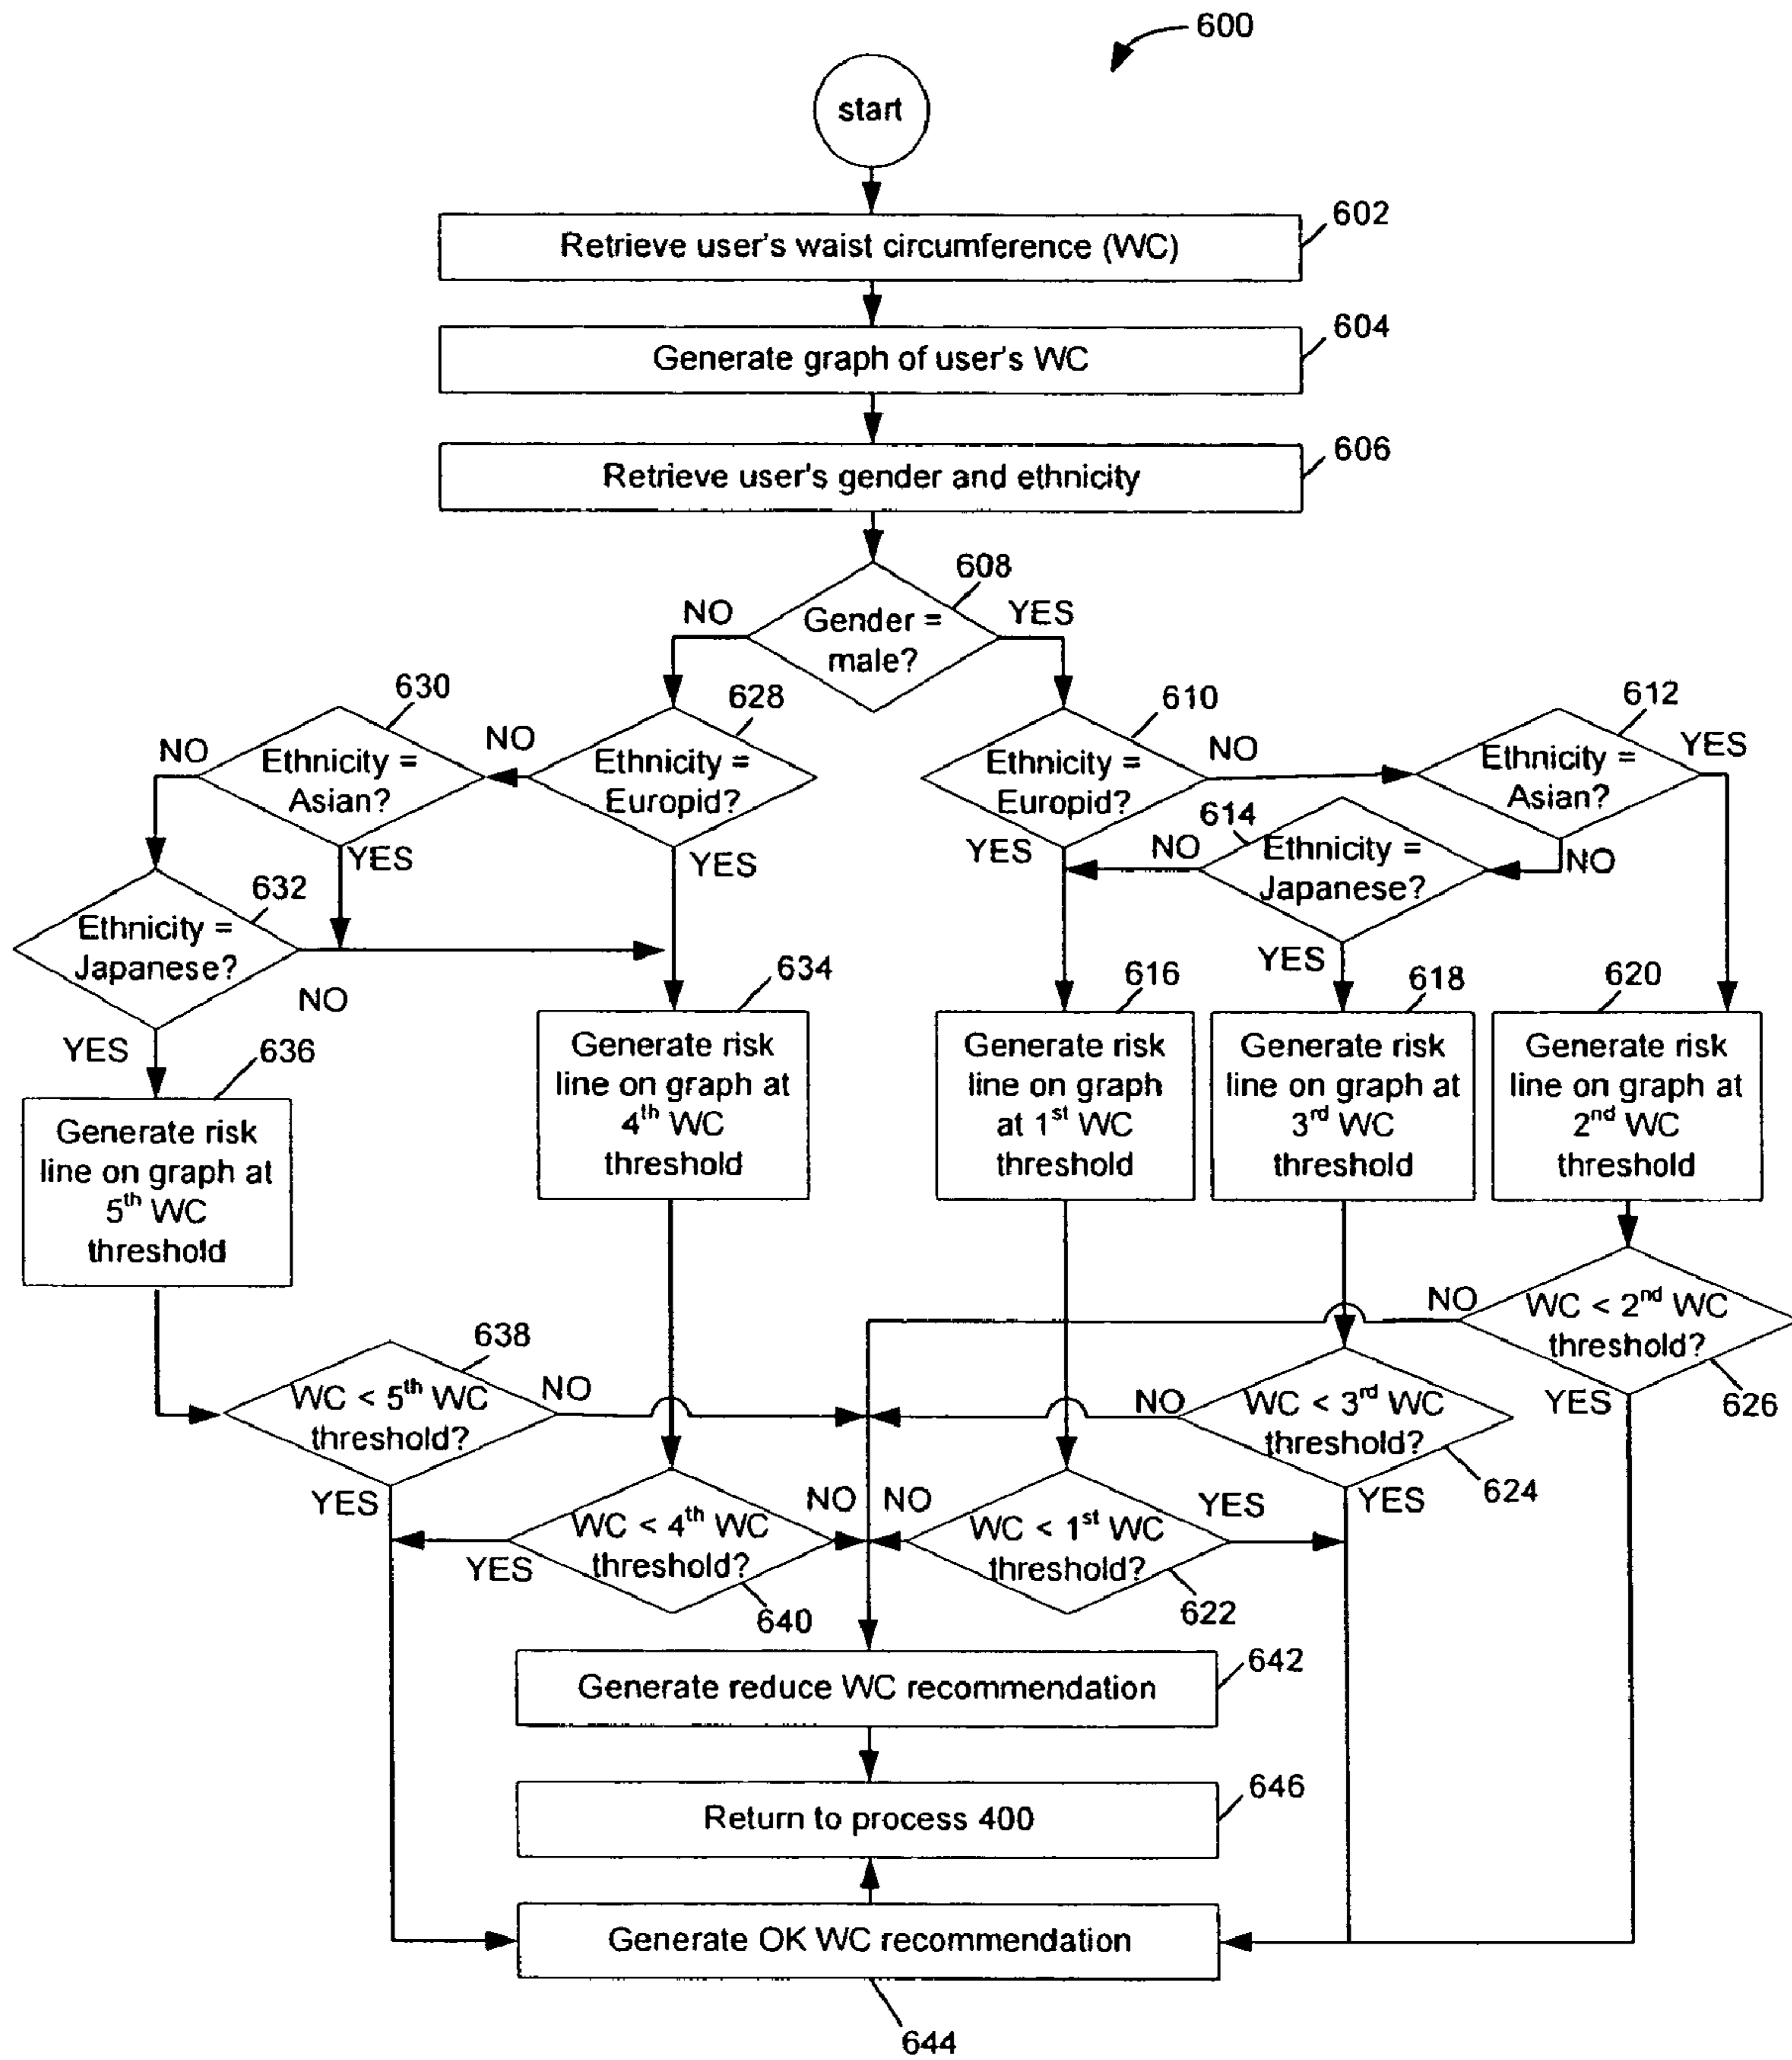 600
start
602
Retrieve user's waist circumference (WC)
604
Generate graph of user's WC
606
Retrieve user's gender and ethnicity
608
NO
Gender =
male?
YES
630
628
610
612
NO
Ethnicity =
Asian?
NO
Ethnicity =
Europid?
Ethnicity =
Europid?
NO
Ethnicity =
Asian?
YES
YES
YES
YES
614
NO
Ethnicity =
Japanese?
NO
632
Ethnicity =
Japanese?
NO
YES
634
616
618
620
YES
636
Generate risk
line on graph at
4th WC
threshold
Generate risk
line on graph
at 1st WC
threshold
Generate risk
line on graph at
3rd WC
threshold
Generate risk
line on graph at
2nd WC
threshold
Generate risk
line on graph at
5th WC
threshold
638
WC < 5th WC
threshold?
NO
NO
WC < 3rd WC
threshold?
NO
WC < 2nd WC
threshold?
YES
626
YES
624
YES
YES
WC < 4th WC
threshold?
NO
640
NO
WC < 1st WC
threshold?
YES
622
642
Generate reduce WC recommendation
646
Return to process 400
Generate OK WC recommendation
644